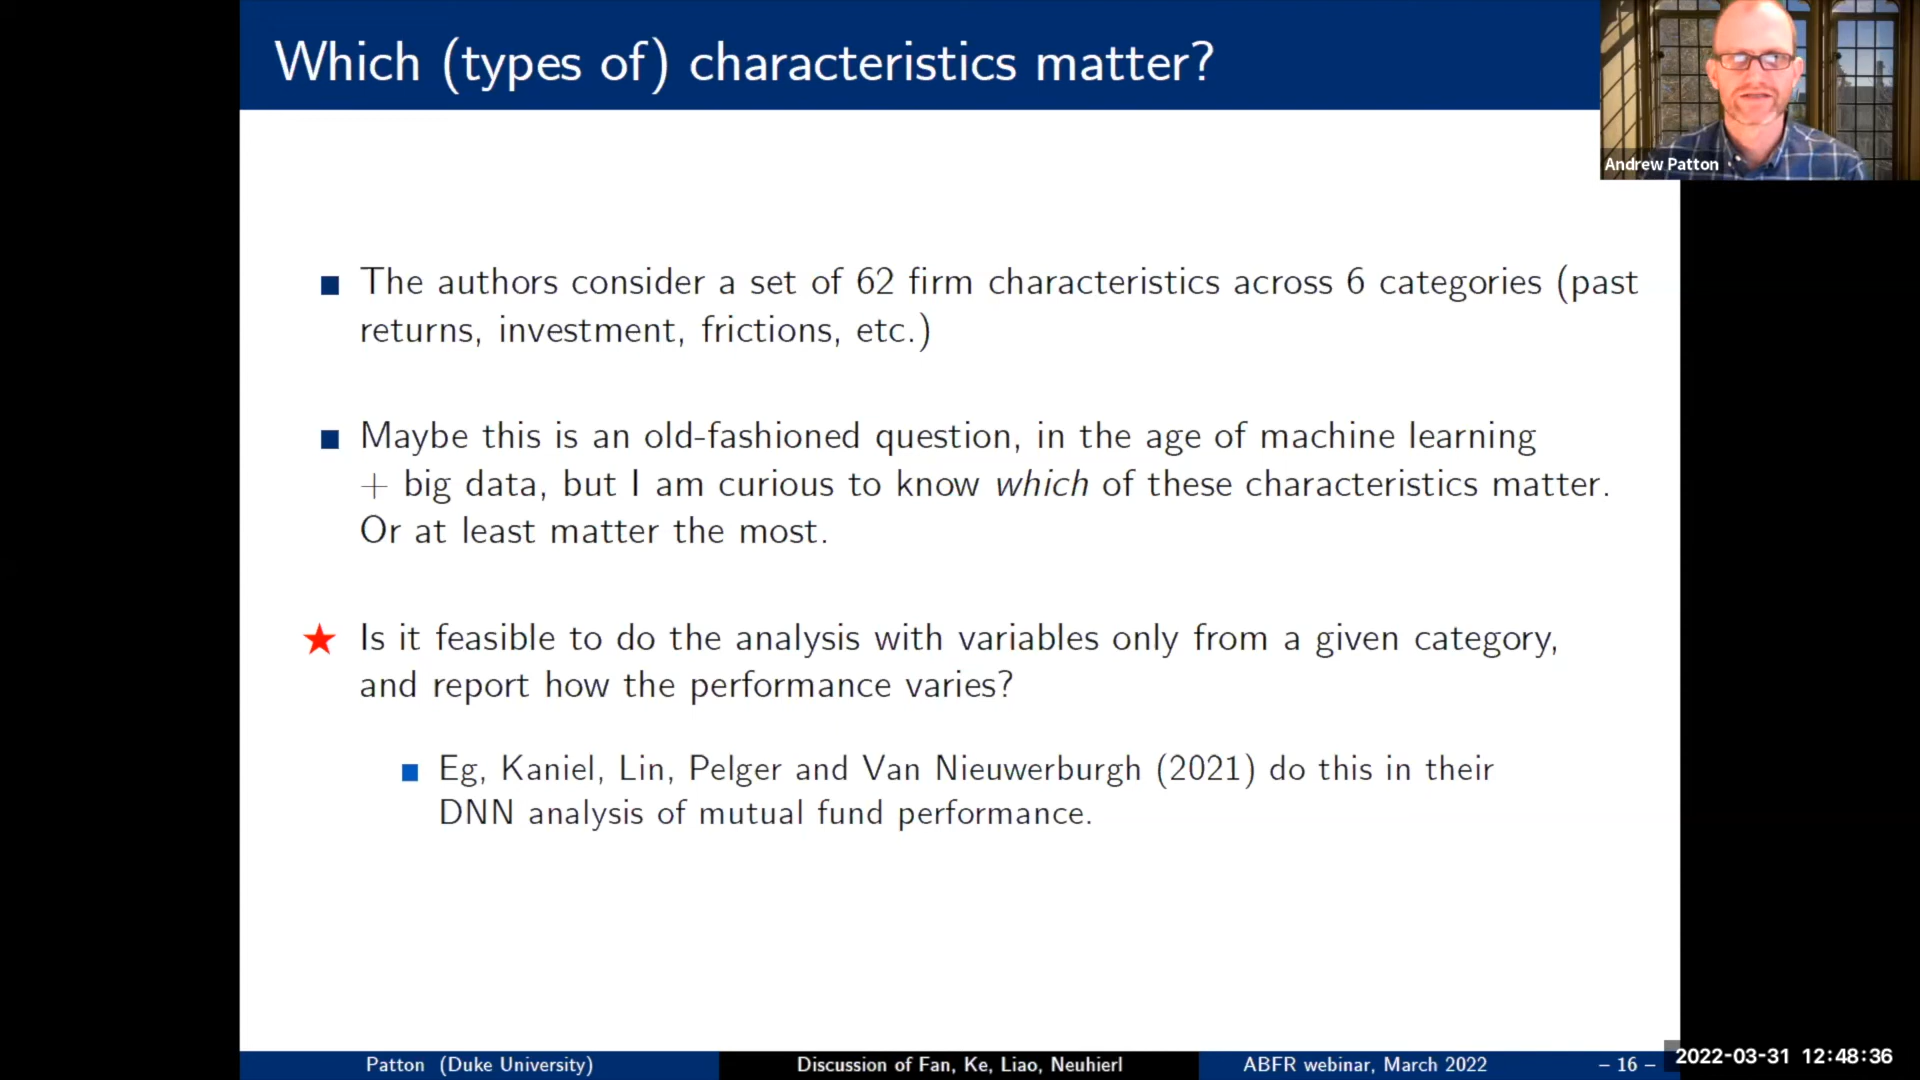 Which (types of) characteristics matter?
Andrew Patton
The authors consider a set of 62 firm characteristics across 6 categories (past
returns, investment, frictions, etc.)
Maybe this is an old-fashioned question, in the age of machine learning
+ big data, but I am curious to know which of these characteristics matter.
Or at least matter the most.
Is it feasible to do the analysis with variables only from a given category,
and report how the performance varies?
Eg, Kaniel, Lin, Pelger and Van Nieuwerburgh (2021) do this in their
DNN analysis of mutual fund performance.
Patton (Duke University)
Discussion of Fan, Ke, Liao, Neuhierl
ABFR webinar, March 2022
– 16 –
2022-03-31 12:48:36